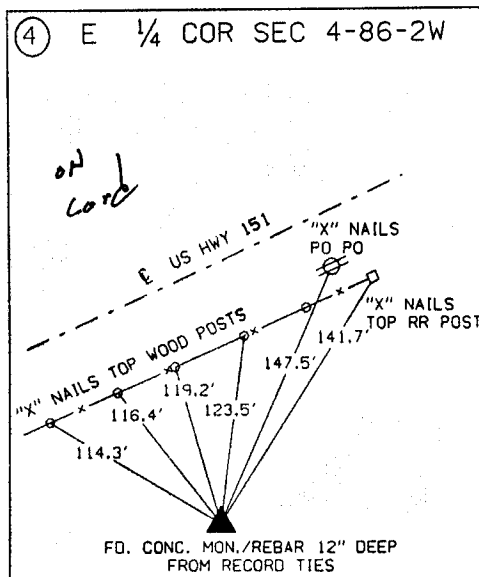 4 E 1/4 COR SEC 4-86-2W
on
Card
℄ US HWY 151
"X" NAILS
PO PO
"X" NAILS
TOP RR POST
"X" NAILS TOP WOOD POSTS
114.3'
116.4'
119.2'
123.5'
147.5'
141.7'
FD. CONC. MON./REBAR 12" DEEP
FROM RECORD TIES